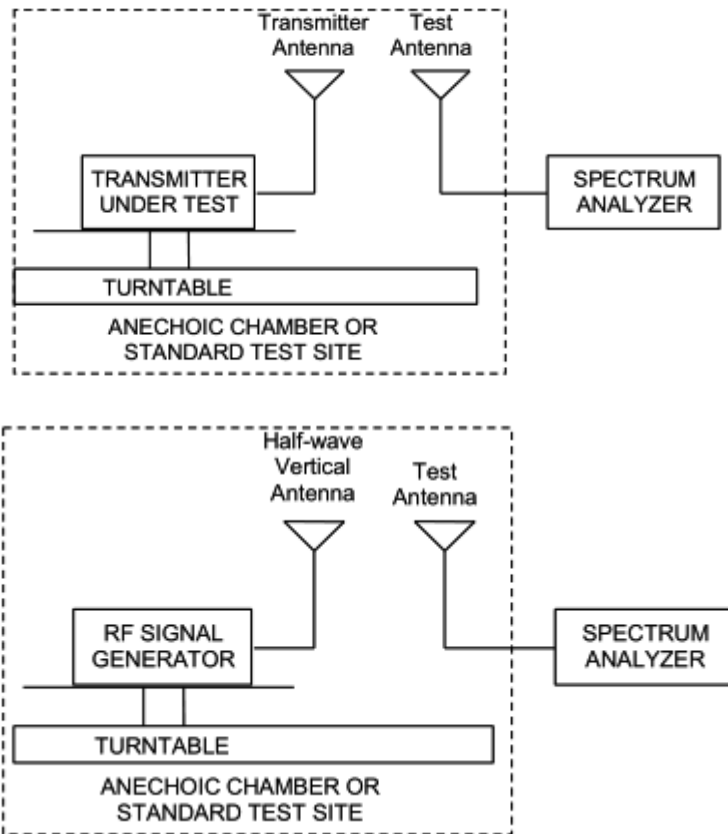 Transmitter
Antenna
Test
Antenna
TRANSMITTER
UNDER TEST
SPECTRUM
ANALYZER
TURNTABLE
ANECHOIC CHAMBER OR
STANDARD TEST SITE
Half-wave
Vertical
Antenna
Test
Antenna
RF SIGNAL
GENERATOR
SPECTRUM
ANALYZER
TURNTABLE
ANECHOIC CHAMBER OR
STANDARD TEST SITE